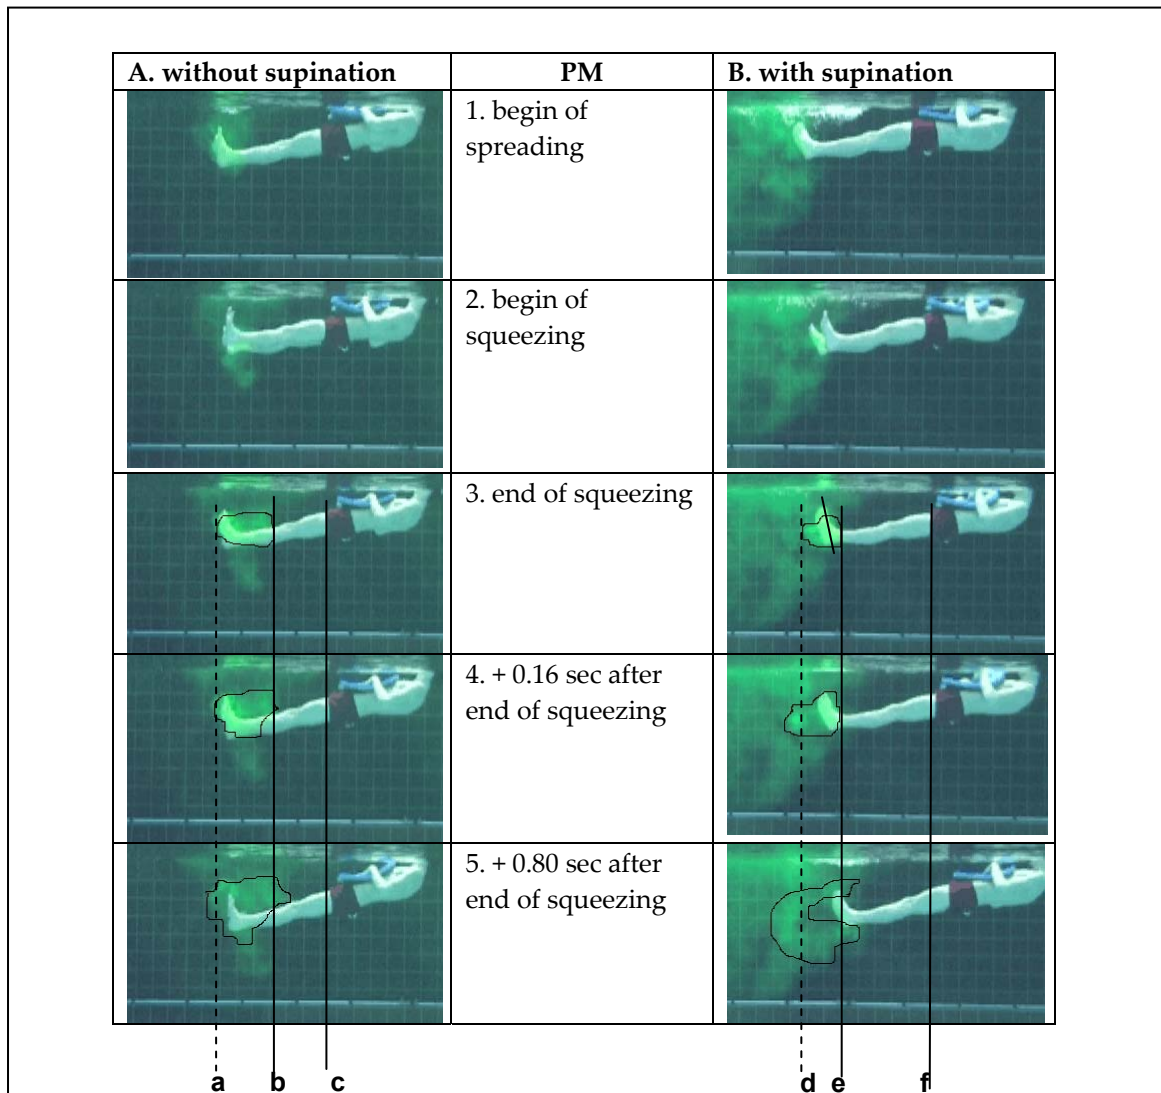 A. without supination
PM
B. with supination
1. begin of
spreading
2. begin of
squeezing
3. end of squeezing
4. + 0.16 sec after
end of squeezing
5. + 0.80 sec after
end of squeezing
a
b
c
d
e
f